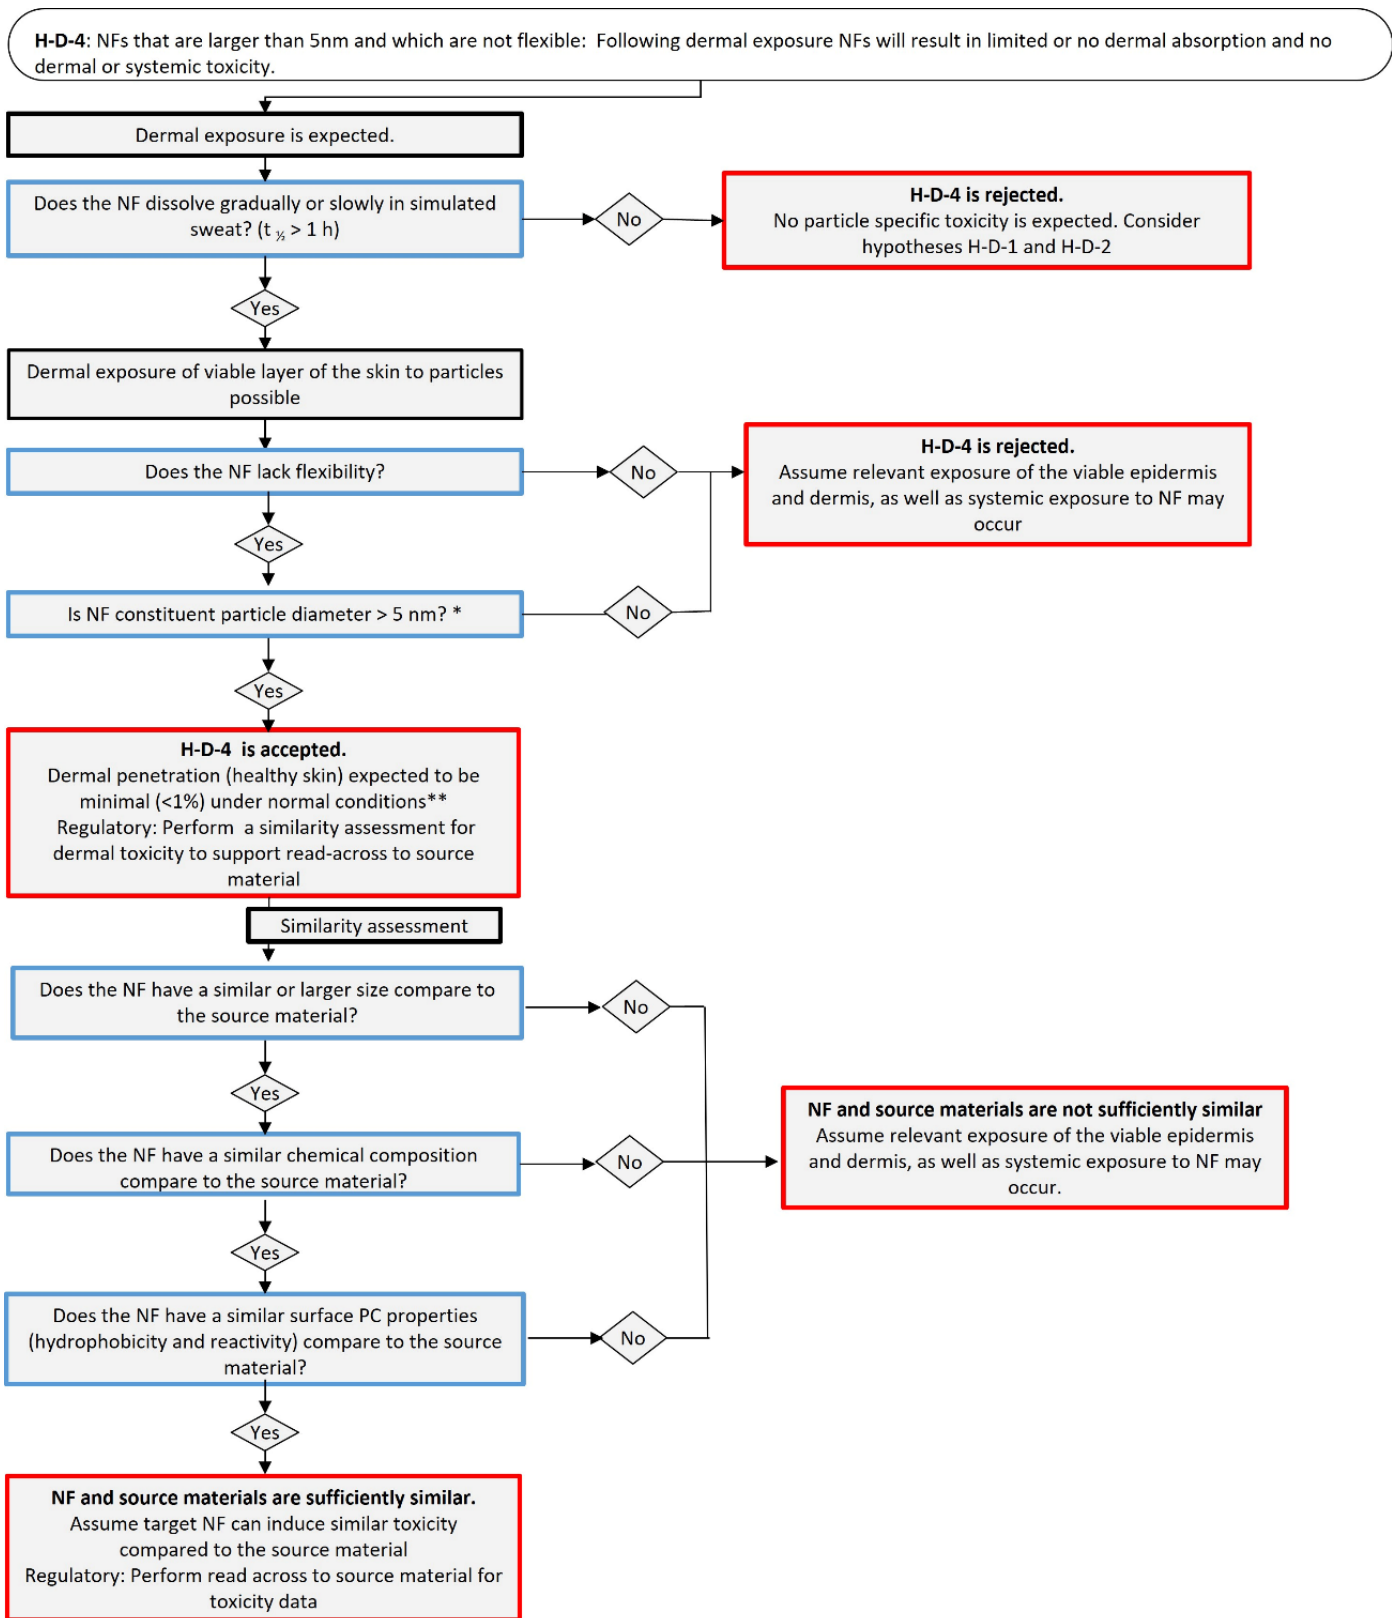 H-D-4: NFs that are larger than 5nm and which are not flexible: Following dermal exposure NFs will result in limited or no dermal absorption and no
dermal or systemic toxicity.
Dermal exposure is expected.
Does the NF dissolve gradually or slowly in simulated
sweat? (t ½ > 1 h)
No
H-D-4 is rejected.
No particle specific toxicity is expected. Consider
hypotheses H-D-1 and H-D-2
Yes
Dermal exposure of viable layer of the skin to particles
possible
Does the NF lack flexibility?
No
H-D-4 is rejected.
Assume relevant exposure of the viable epidermis
and dermis, as well as systemic exposure to NF may
occur
Yes
Is NF constituent particle diameter > 5 nm? *
No
Yes
H-D-4 is accepted.
Dermal penetration (healthy skin) expected to be
minimal (<1%) under normal conditions**
Regulatory: Perform a similarity assessment for
dermal toxicity to support read-across to source
material
Similarity assessment
Does the NF have a similar or larger size compare to
the source material?
No
Yes
Does the NF have a similar chemical composition
compare to the source material?
No
NF and source materials are not sufficiently similar
Assume relevant exposure of the viable epidermis
and dermis, as well as systemic exposure to NF may
occur.
Yes
Does the NF have a similar surface PC properties
(hydrophobicity and reactivity) compare to the source
material?
No
Yes
NF and source materials are sufficiently similar.
Assume target NF can induce similar toxicity
compared to the source material
Regulatory: Perform read across to source material for
toxicity data